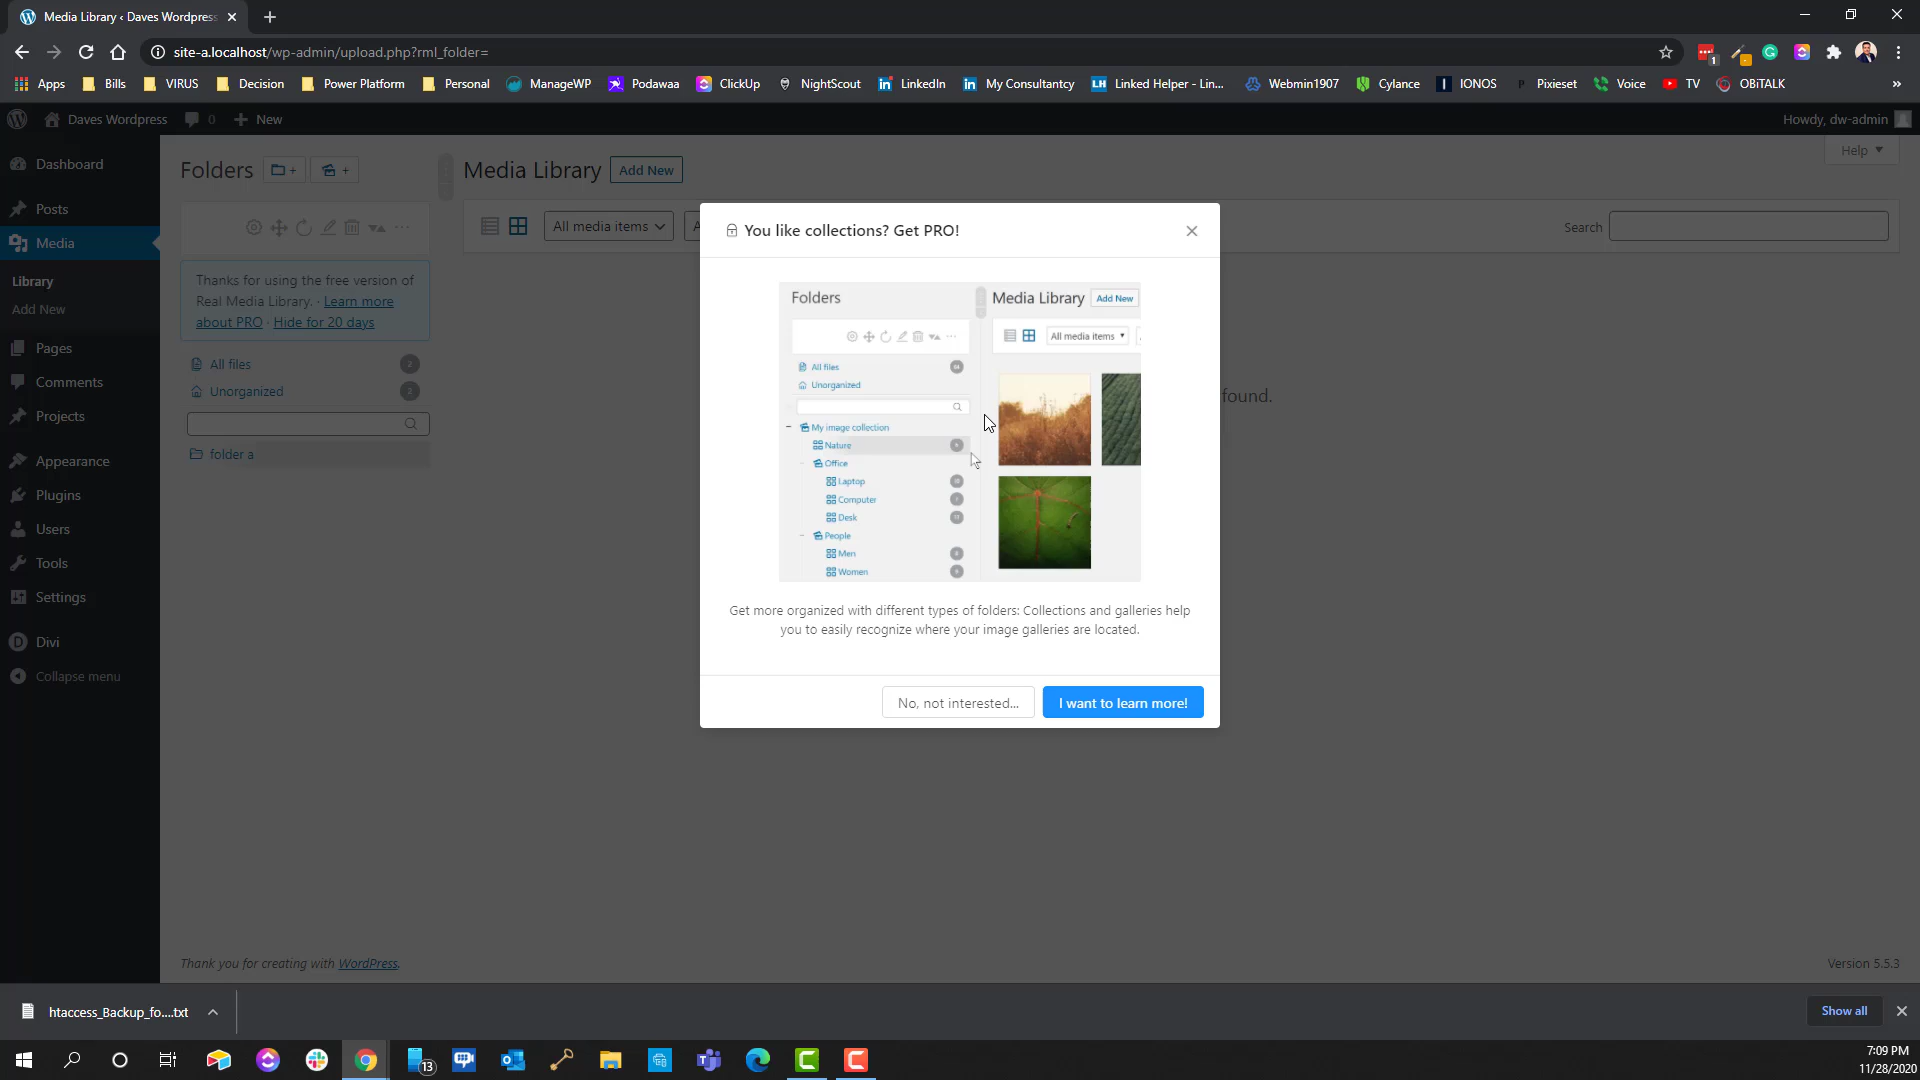 Media Library ‹ Daves Wordpress
site-a.localhost/wp-admin/upload.php?rml_folder=
Apps Bills VIRUS Decision Power Platform Personal ManageWP Podawaa ClickUp NightScout LinkedIn My Consultantcy Linked Helper - Lin... Webmin1907 Cylance IONOS Pixieset Voice TV OBiTALK »
Daves Wordpress 0 + New Howdy, dw-admin
Help
Dashboard
Posts
Media
Library
Add New
Pages
Comments
Projects
Appearance
Plugins
Users
Tools
Settings
Divi
Collapse menu
Folders
Thanks for using the free version of
Real Media Library. · Learn more
about PRO · Hide for 20 days
All files 2
Unorganized 2
folder a
Media Library Add New
All media items A
Search
found.
You like collections? Get PRO!
Folders
All files
Unorganized
My image collection
Nature
Office
Laptop
Computer
Desk
People
Men
Women
Media Library Add New
All media items
Get more organized with different types of folders: Collections and galleries help
you to easily recognize where your image galleries are located.
No, not interested... I want to learn more!
Thank you for creating with WordPress.
Version 5.5.3
htaccess_Backup_fo....txt
Show all
13
7:09 PM
11/28/2020